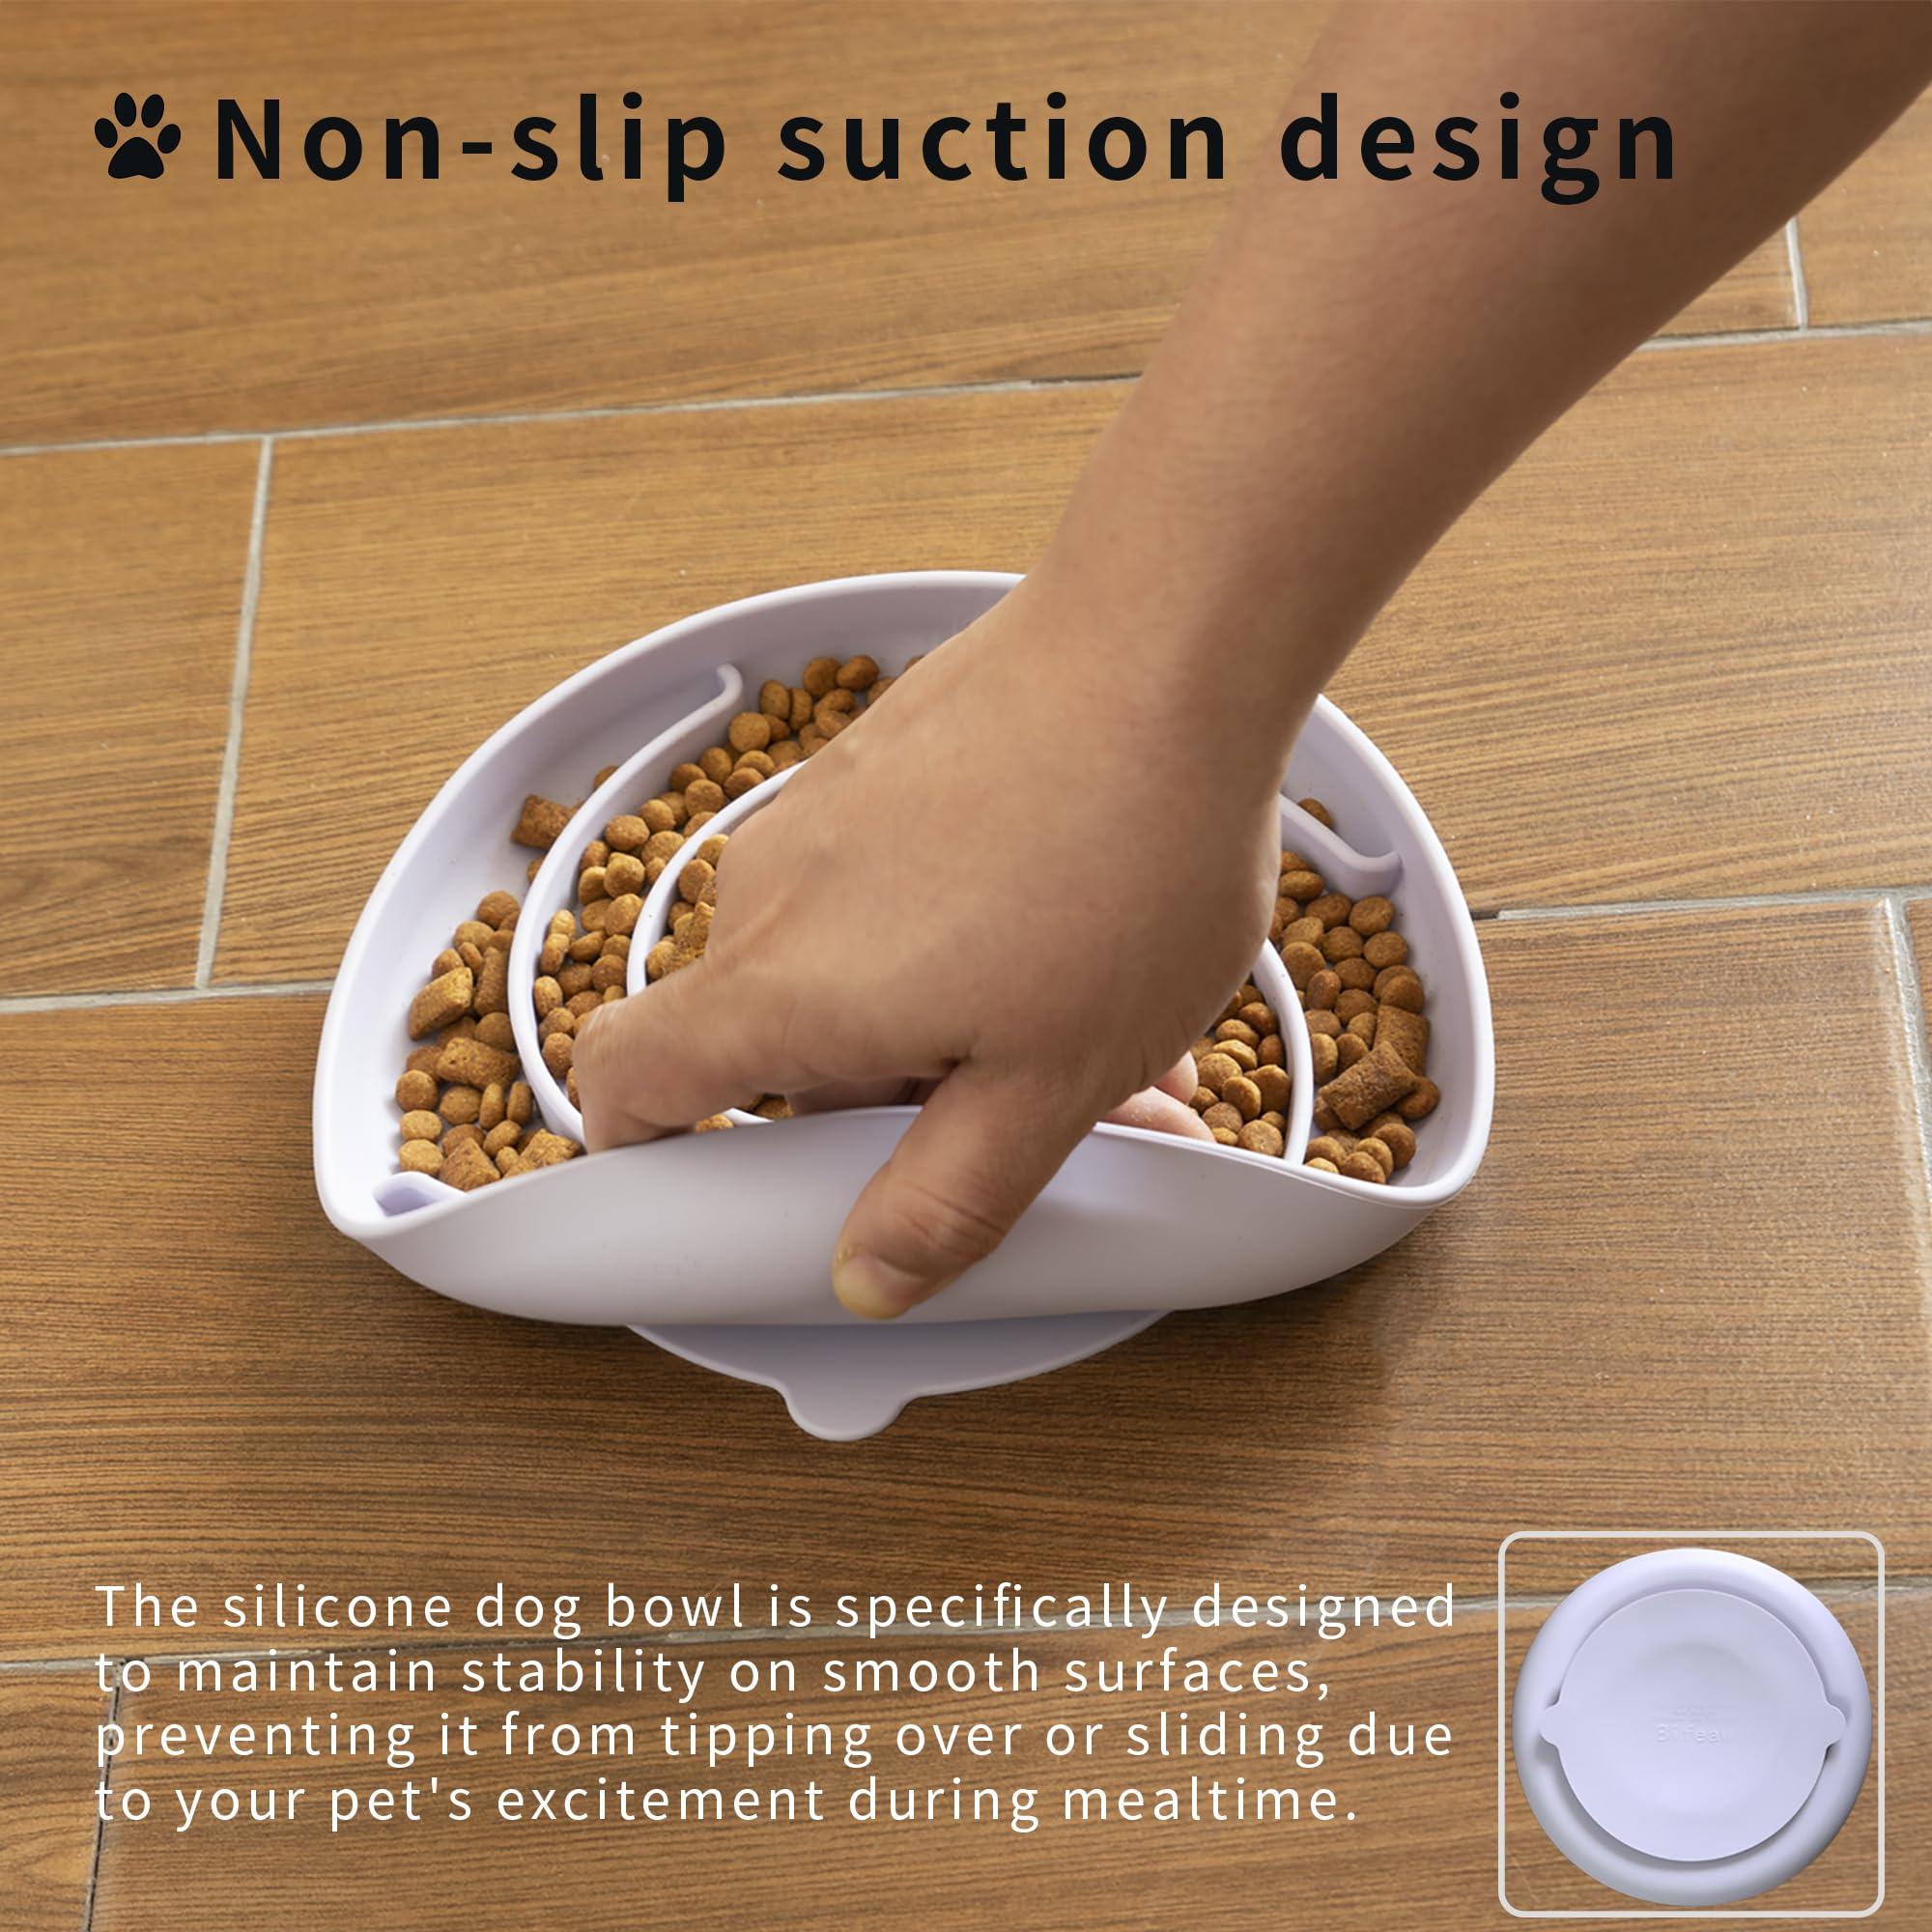 Non-slip suction design
The silicone dog bowl is specifically designed
to maintain stability on smooth surfaces,
preventing it from tipping over or sliding due
to your pet's excitement during mealtime.